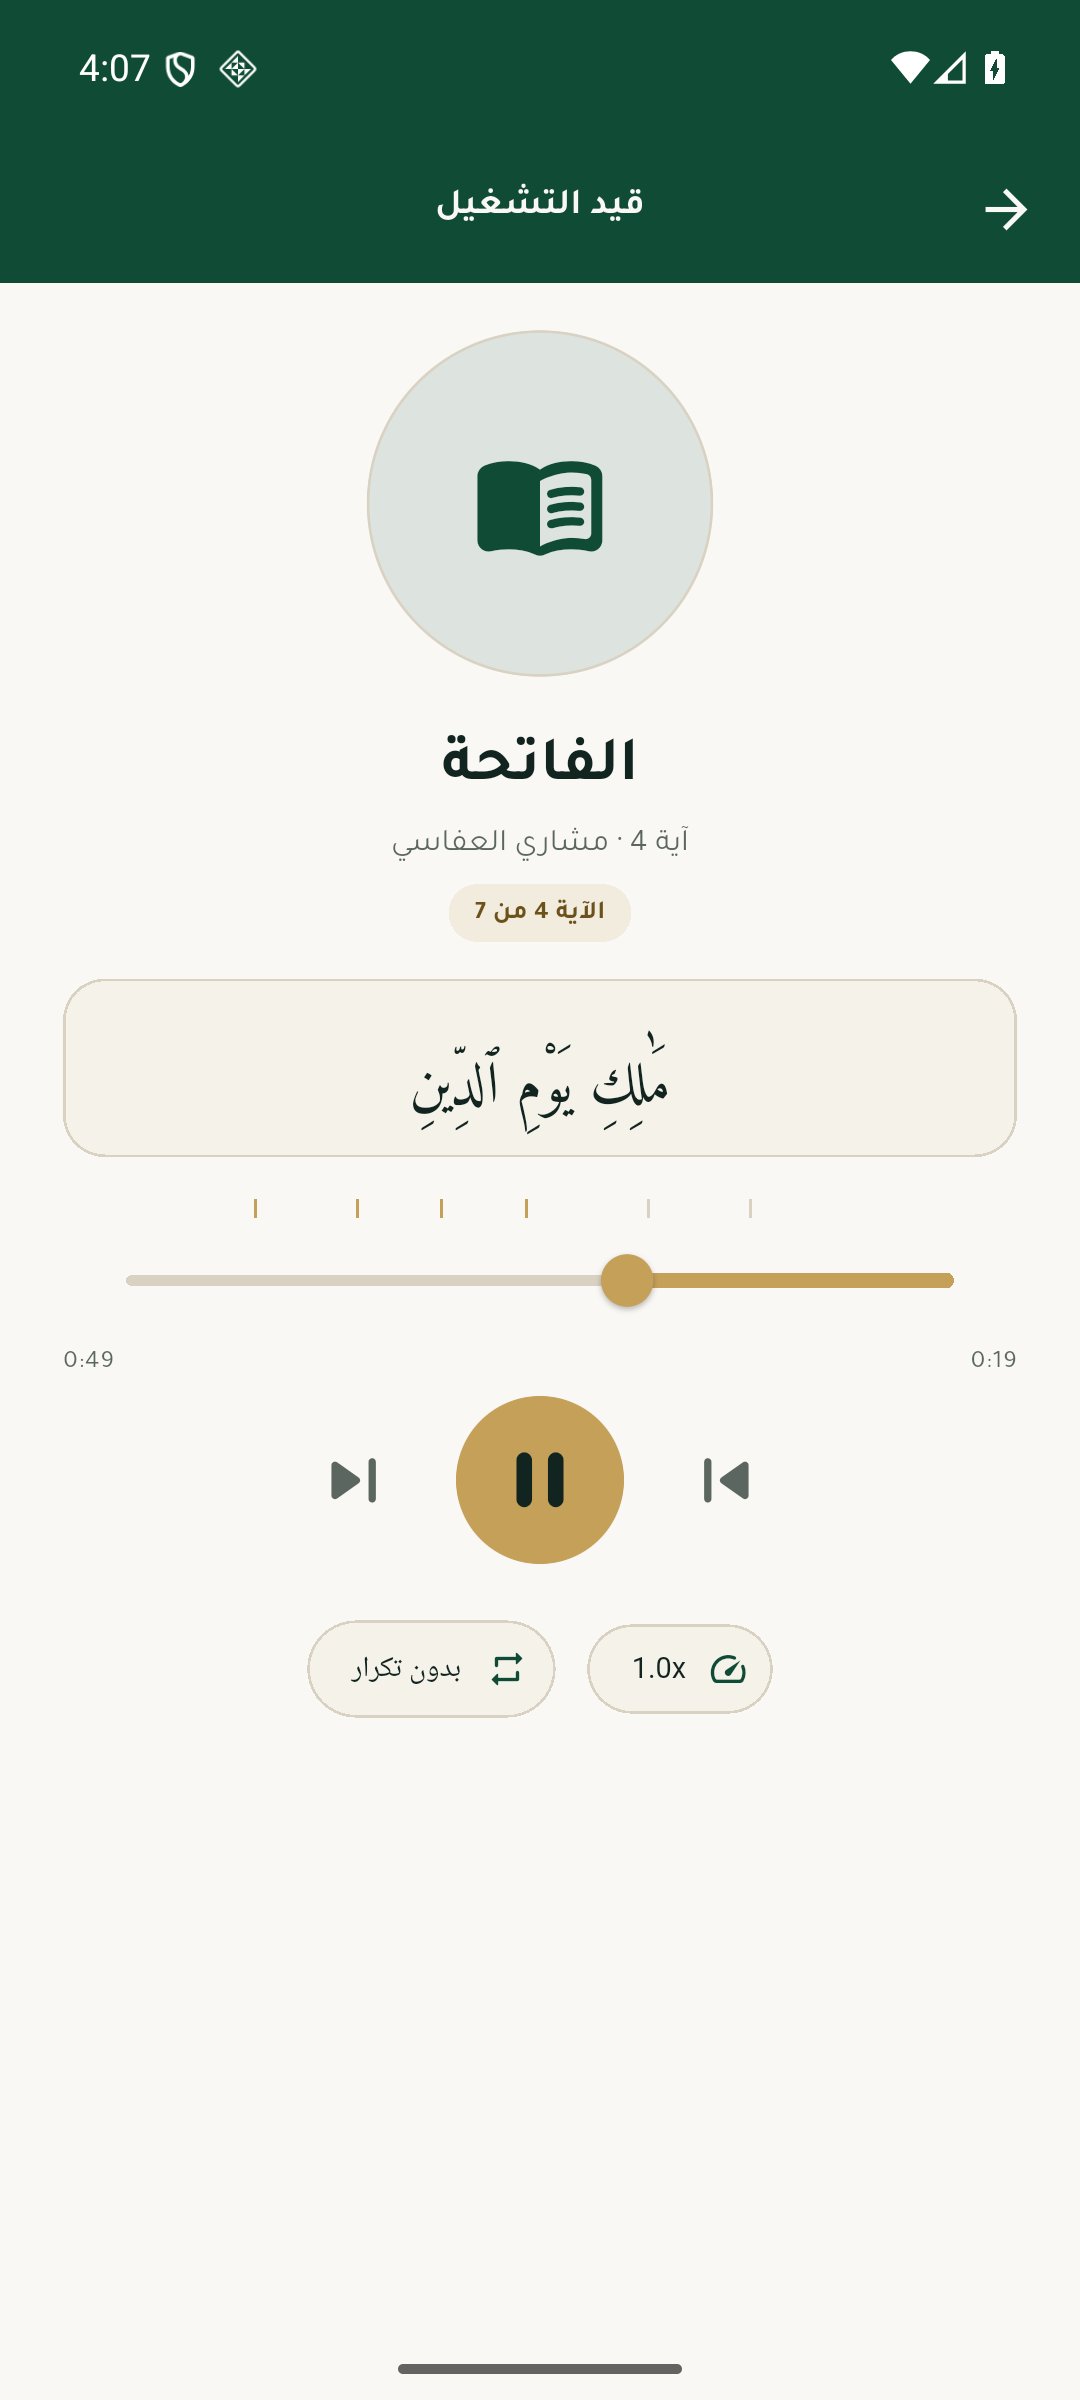 4:07
قيد التشغيل
الفاتحة
آية 4 · مشاري العفاسي
الآية 4 من 7
مَٰلِكِ يَوْمِ ٱلدِّينِ
0:19
0:49
1.0x
بدون تكرار